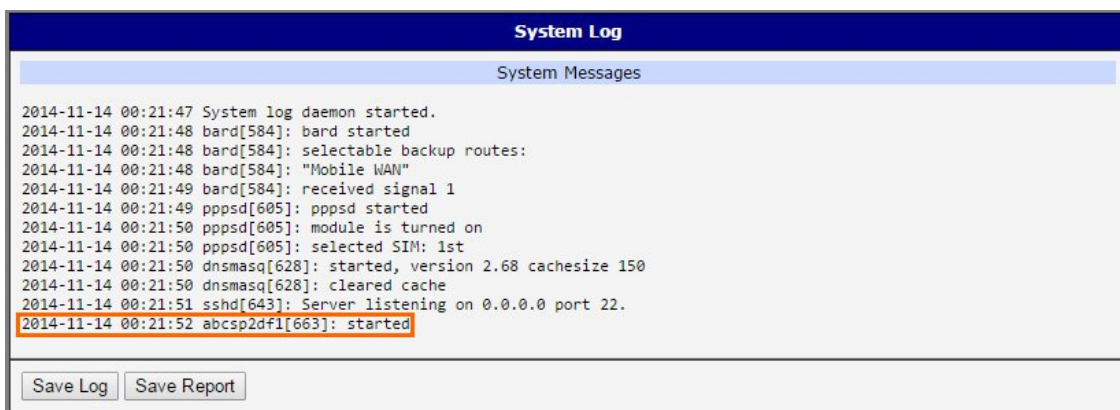 System Log
System Messages
2014-11-14 00:21:47 System log daemon started.
2014-11-14 00:21:48 bard[584]: bard started
2014-11-14 00:21:48 bard[584]: selectable backup routes:
2014-11-14 00:21:48 bard[584]: "Mobile WAN"
2014-11-14 00:21:49 bard[584]: received signal 1
2014-11-14 00:21:49 pppsd[605]: pppsd started
2014-11-14 00:21:50 pppsd[605]: module is turned on
2014-11-14 00:21:50 pppsd[605]: selected SIM: 1st
2014-11-14 00:21:50 dnsmasq[628]: started, version 2.68 cachesize 150
2014-11-14 00:21:50 dnsmasq[628]: cleared cache
2014-11-14 00:21:51 sshd[643]: Server listening on 0.0.0.0 port 22.
2014-11-14 00:21:52 abcsp2df1[663]: started
Save Log Save Report